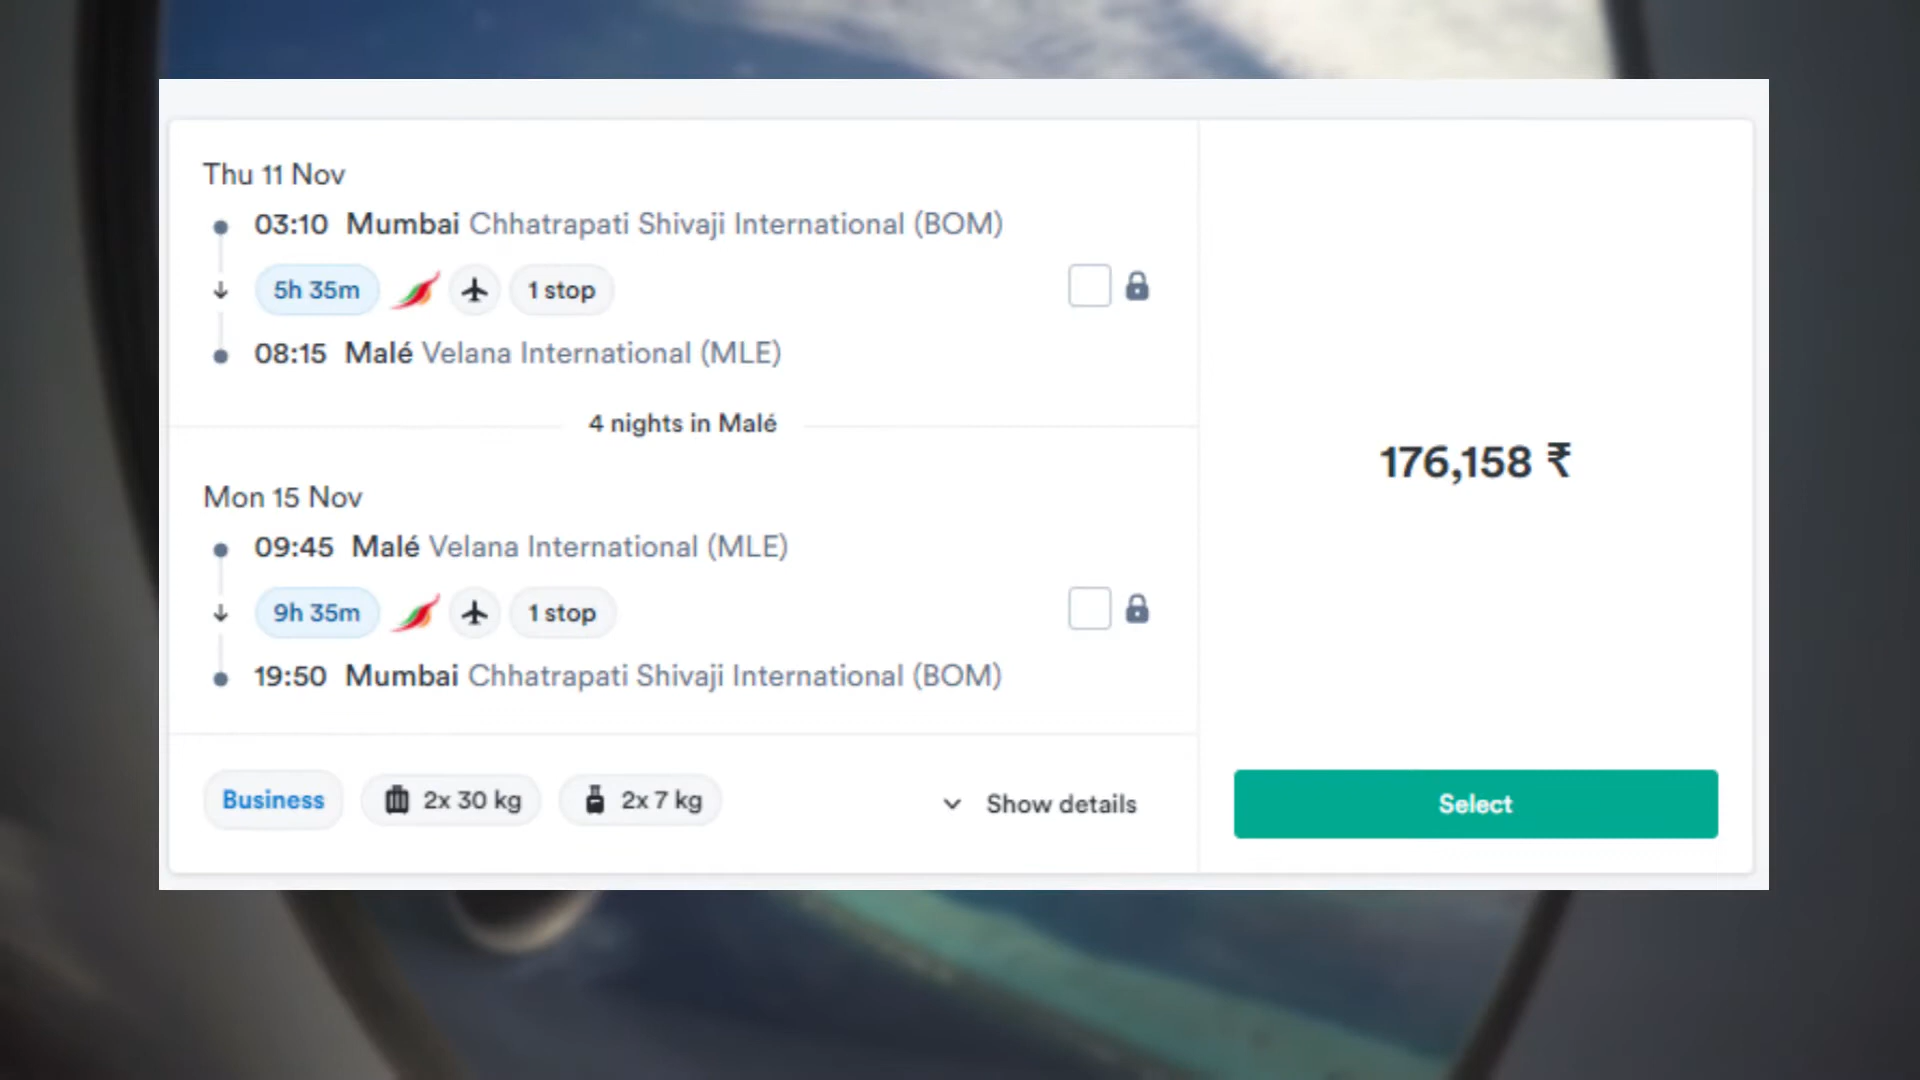 Thu 11 Nov
03:10 Mumbai Chhatrapati Shivaji International (BOM)
5h 35m 1 stop
08:15 Malé Velana International (MLE)
4 nights in Malé
Mon 15 Nov
09:45 Malé Velana International (MLE)
9h 35m 1 stop
19:50 Mumbai Chhatrapati Shivaji International (BOM)
Business 2x 30 kg 2x 7 kg Show details
176,158 ₹
Select